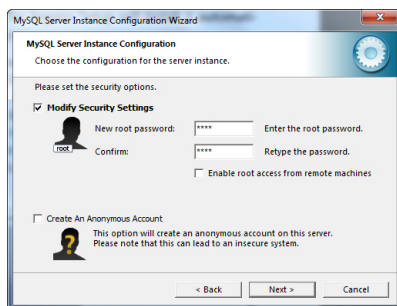 MySQL Server Instance Configuration Wizard
MySQL Server Instance Configuration
Choose the configuration for the server instance.
Please set the security options.
Modify Security Settings
root
New root password: **** Enter the root password.
Confirm: **** Retype the password.
Enable root access from remote machines
Create An Anonymous Account
?
This option will create an anonymous account on this server.
Please note that this can lead to an insecure system.
< Back Next > Cancel